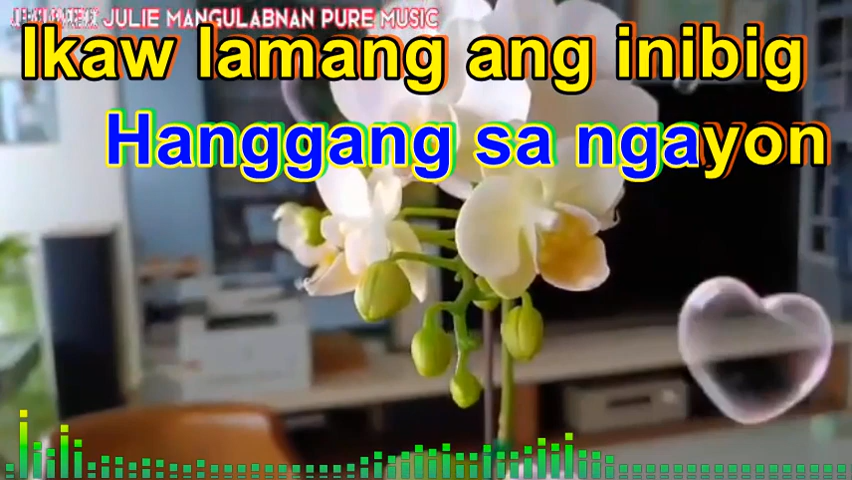 JULIE MANGULABNAN PURE MUSIC
Ikaw lamang ang inibig
Hanggang sa ngayon